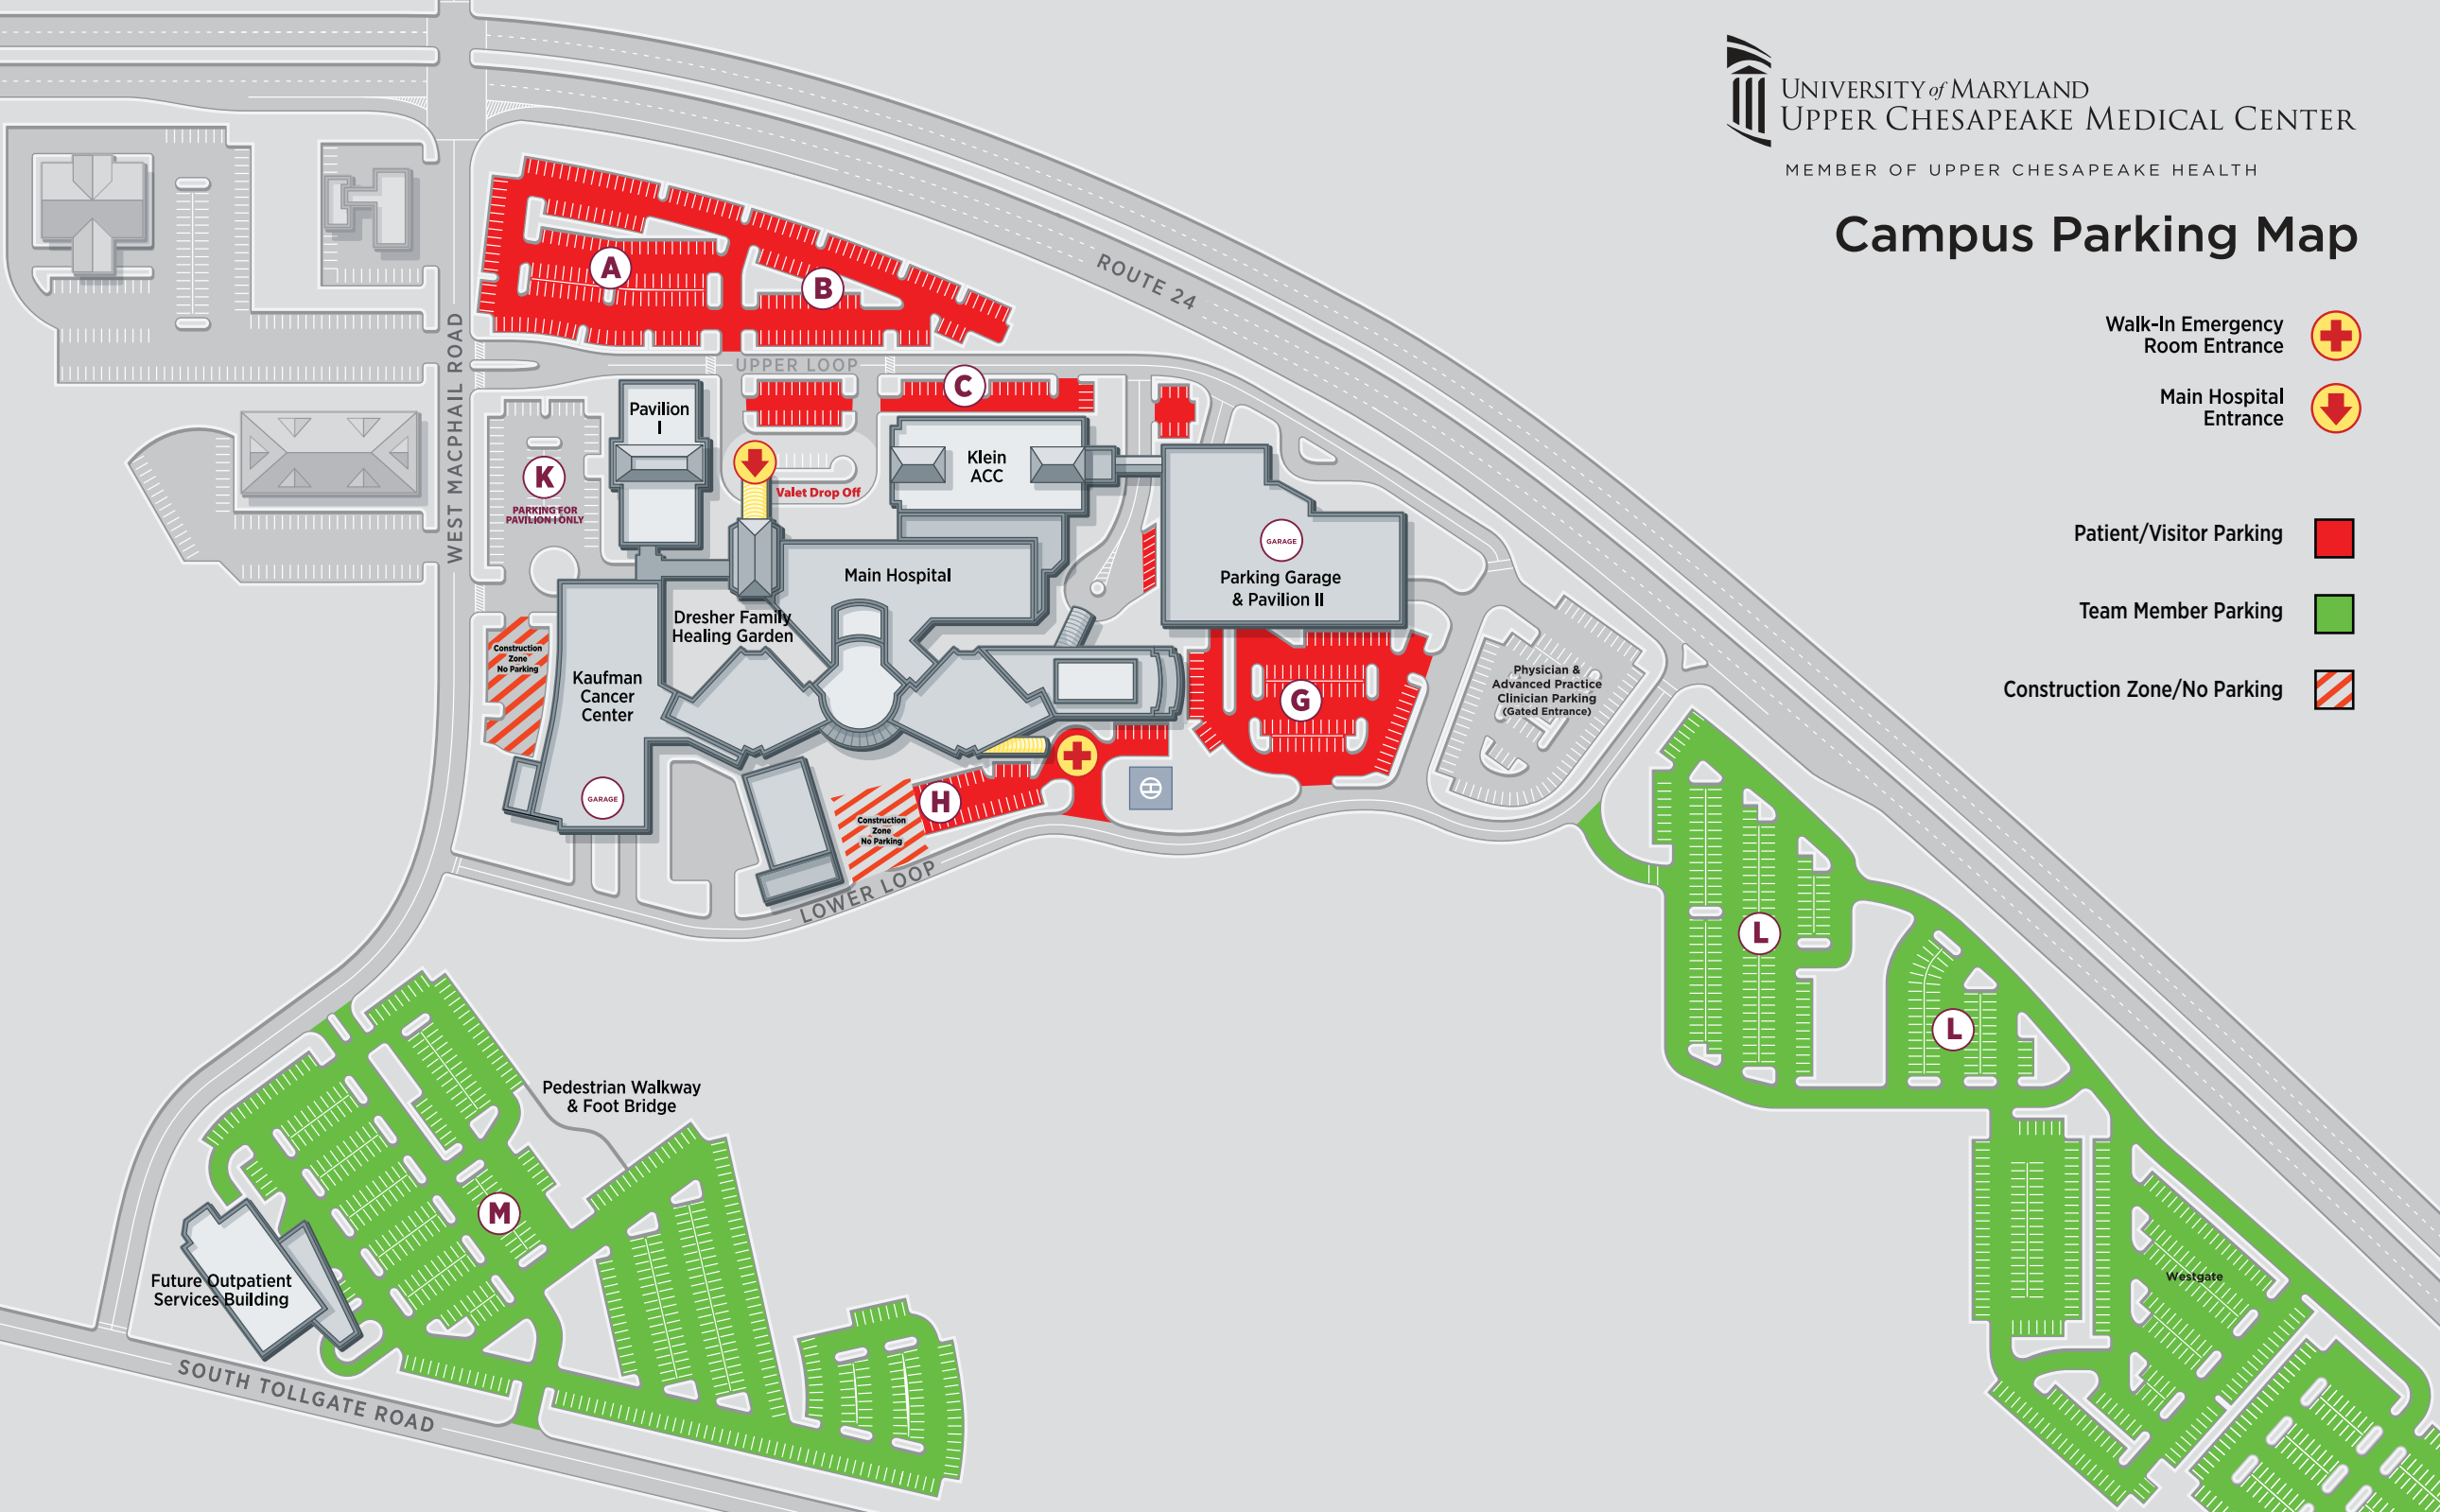 UNIVERSITY of MARYLAND
UPPER CHESAPEAKE MEDICAL CENTER
MEMBER OF UPPER CHESAPEAKE HEALTH
Campus Parking Map
Walk-In Emergency
Room Entrance
Main Hospital
Entrance
Patient/Visitor Parking
Team Member Parking
Construction Zone/No Parking
ROUTE 24
WEST MACPHAIL ROAD
A
B
UPPER LOOP
C
Pavilion
I
K
PARKING FOR
PAVILION I ONLY
Valet Drop Off
Klein
ACC
GARAGE
Parking Garage
& Pavilion II
Main Hospital
Dresher Family
Healing Garden
Construction
Zone
No Parking
Kaufman
Cancer
Center
GARAGE
G
Physician &
Advanced Practice
Clinician Parking
(Gated Entrance)
H
H
Construction
Zone
No Parking
LOWER LOOP
L
L
Pedestrian Walkway
& Foot Bridge
M
Future Outpatient
Services Building
Westgate
SOUTH TOLLGATE ROAD